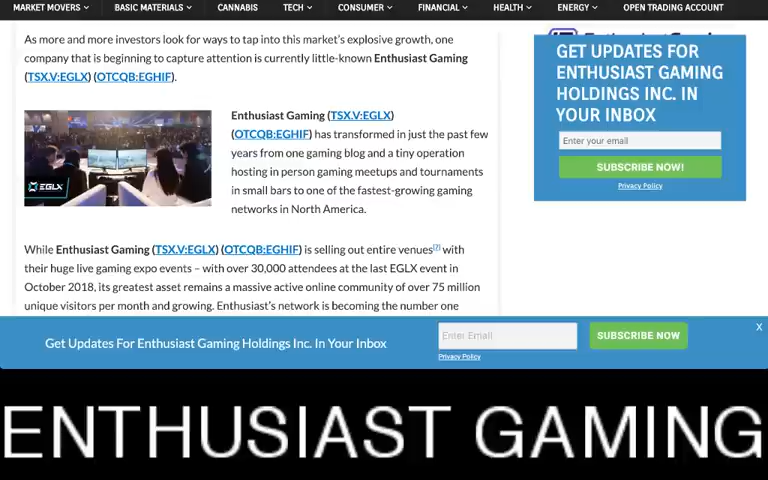 MARKET MOVERS BASIC MATERIALS CANNABIS TECH CONSUMER FINANCIAL HEALTH ENERGY OPEN TRADING ACCOUNT
As more and more investors look for ways to tap into this market's explosive growth, one
company that is beginning to capture attention is currently little-known Enthusiast Gaming
(TSX.V:EGLX) (OTCQB:EGHIF).
EGLX
Enthusiast Gaming (TSX.V:EGLX)
(OTCQB:EGHIF) has transformed in just the past few
years from one gaming blog and a tiny operation
hosting in person gaming meetups and tournaments
in small bars to one of the fastest-growing gaming
networks in North America.
While Enthusiast Gaming (TSX.V:EGLX) (OTCQB:EGHIF) is selling out entire venues[7] with
their huge live gaming expo events – with over 30,000 attendees at the last EGLX event in
October 2018, its greatest asset remains a massive active online community of over 75 million
unique visitors per month and growing. Enthusiast's network is becoming the number one
GET UPDATES FOR
ENTHUSIAST GAMING
HOLDINGS INC. IN
YOUR INBOX
Enter your email
SUBSCRIBE NOW!
Privacy Policy
Get Updates For Enthusiast Gaming Holdings Inc. In Your Inbox
Enter Email
SUBSCRIBE NOW
X
Privacy Policy
ENTHUSIAST GAMING